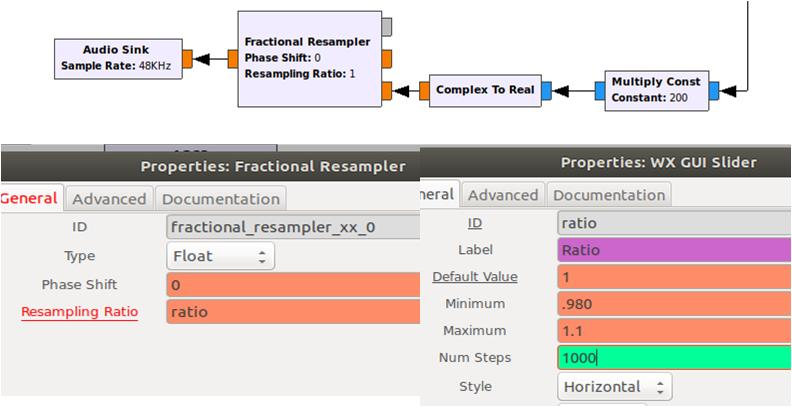 Audio Sink
Sample Rate: 48KHz
Fractional Resampler
Phase Shift: 0
Resampling Ratio: 1
Complex To Real
Multiply Const
Constant: 200
Properties: Fractional Resampler
General Advanced Documentation
ID fractional_resampler_xx_0
Type Float
Phase Shift 0
Resampling Ratio ratio
Properties: WX GUI Slider
neral Advanced Documentation
ID ratio
Label Ratio
Default Value 1
Minimum .980
Maximum 1.1
Num Steps 1000
Style Horizontal